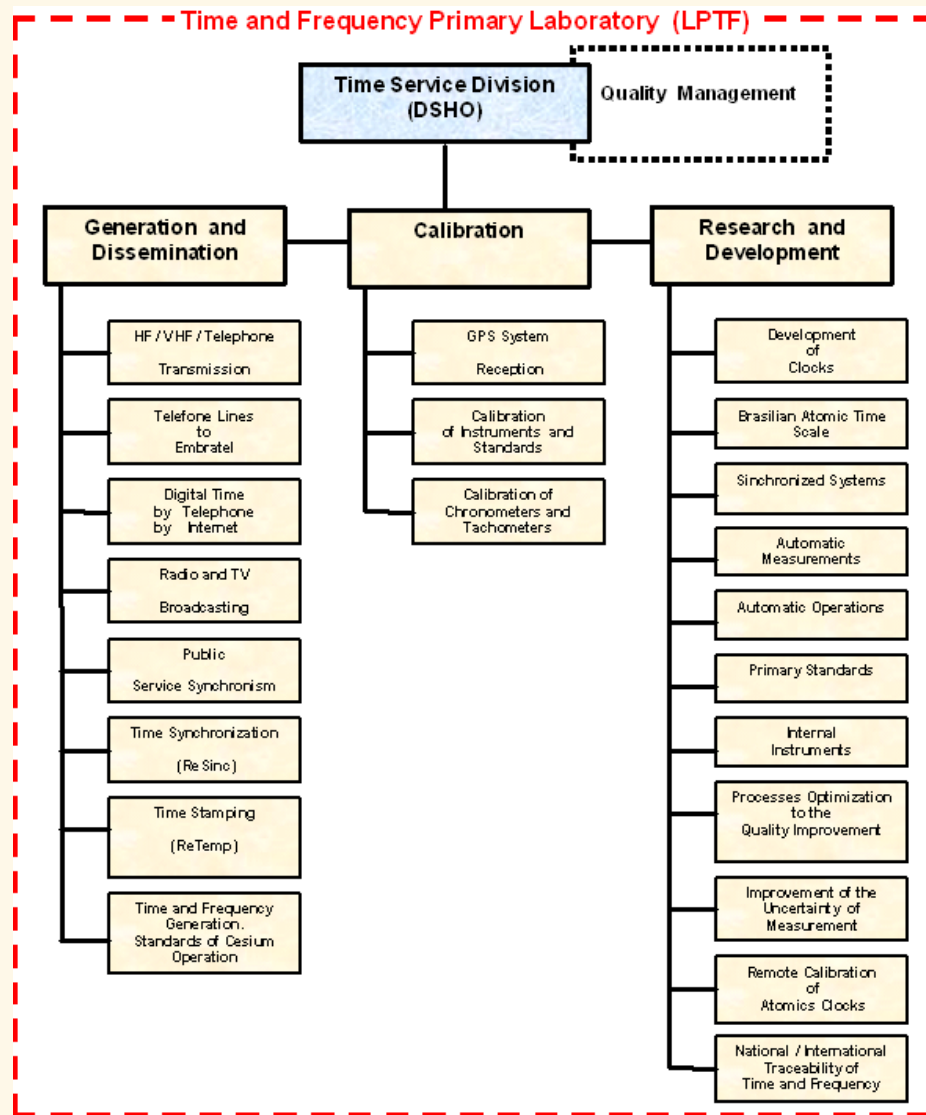 Time and Frequency Primary Laboratory (LPTF)
Time Service Division
(DSHO)
Quality Management
Generation and
Dissemination
HF / VHF / Telephone
Transmission
Telefone Lines
to
Embratel
Digital Time
by Telephone
by Internet
Radio and TV
Broadcasting
Public
Service Synchronism
Time Synchronization
(ReSinc)
Time Stamping
(ReTemp)
Time and Frequency
Generation.
Standards of Cesium
Operation
Calibration
GPS System
Reception
Calibration
of Instruments and
Standards
Calibration of
Chronometers and
Tachometers
Research and
Development
Development
of
Clocks
Brasilian Atomic Time
Scale
Sinchronized Systems
Automatic
Measurements
Automatic Operations
Primary Standards
Internal
Instruments
Processes Optimization
to the
Quality Improvement
Improvement of the
Uncertainty of
Measurement
Remote Calibration
of
Atomics Clocks
National / International
Traceability of
Time and Frequency